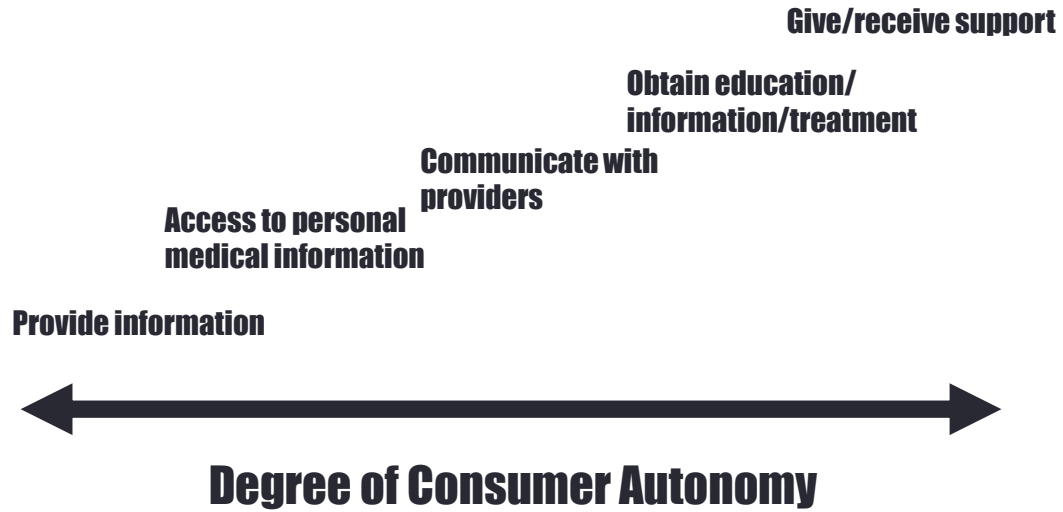 Give/receive support
Obtain education/
information/treatment
Communicate with
providers
Access to personal
medical information
Provide information
Degree of Consumer Autonomy